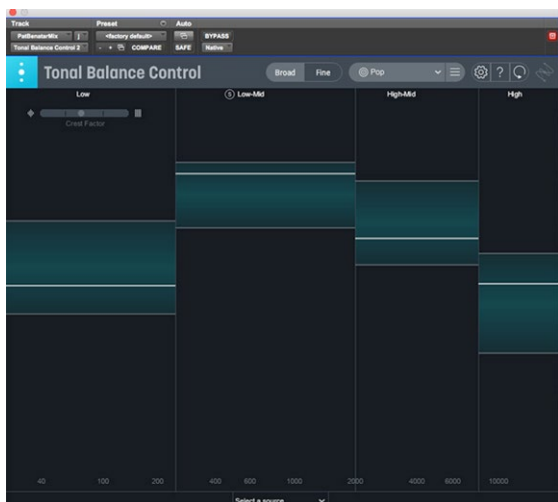 Track Preset Auto
PatBenatarMix j <factory default> BYPASS
Tonal Balance Control 2 - + COMPARE SAFE Native
Tonal Balance Control Broad Fine Pop ?
Low S Low-Mid High-Mid High
Crest Factor
40 100 200 400 600 1000 2000 4000 6000 10000
Select a source